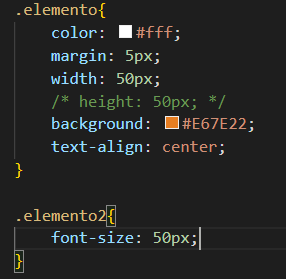 .elemento{
color: #fff;
margin: 5px;
width: 50px;
/* height: 50px; */
background: #E67E22;
text-align: center;
}
.elemento2{
font-size: 50px;
}